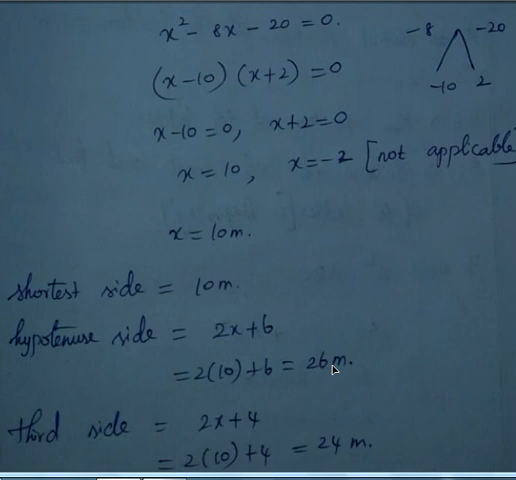 x² - 8x - 20 = 0.
-8 -20
(x-10) (x+2) = 0
-10 2
x-10 = 0, x+2 = 0
x = 10, x = -2 [not applicable
x = 10m.
shortest side = 10m.
hypotenuse side = 2x+6
= 2(10)+6 = 26m.
third side = 2x+4
= 2(10)+4 = 24 m.